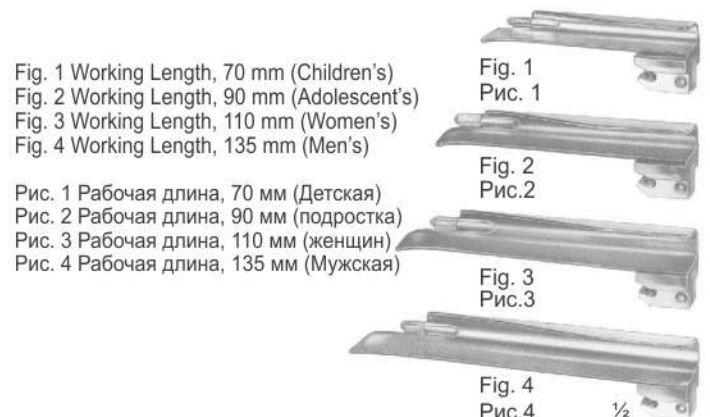 Fig. 1 Working Length, 70 mm (Children's)
Fig. 2 Working Length, 90 mm (Adolescent's)
Fig. 3 Working Length, 110 mm (Women's)
Fig. 4 Working Length, 135 mm (Men's)
Рис. 1 Рабочая длина, 70 мм (Детская)
Рис. 2 Рабочая длина, 90 мм (подростка)
Рис. 3 Рабочая длина, 110 мм (женщин)
Рис. 4 Рабочая длина, 135 мм (Мужская)
Fig. 1
Рис. 1
Fig. 2
Рис.2
Fig. 3
Рис.3
Fig. 4
Рис.4
½